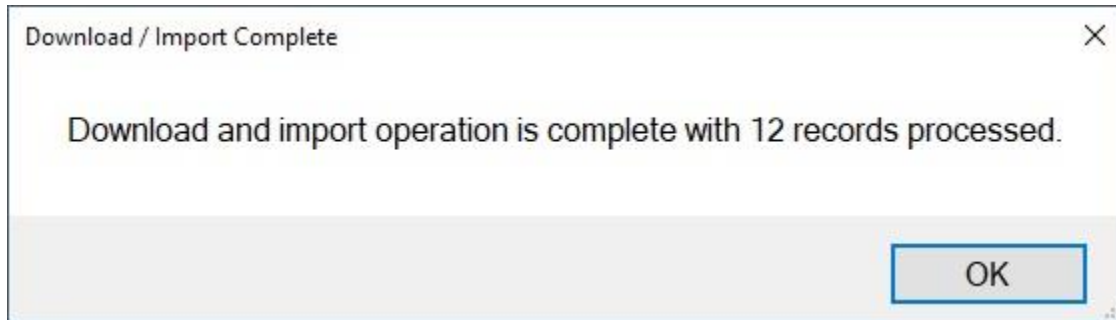 Download / Import Complete
Download and import operation is complete with 12 records processed.
OK